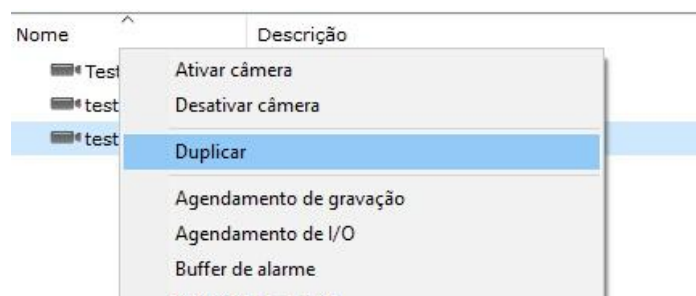 Nome Descrição
Test
Ativar câmera
test
Desativar câmera
test
Duplicar
Agendamento de gravação
Agendamento de I/O
Buffer de alarme